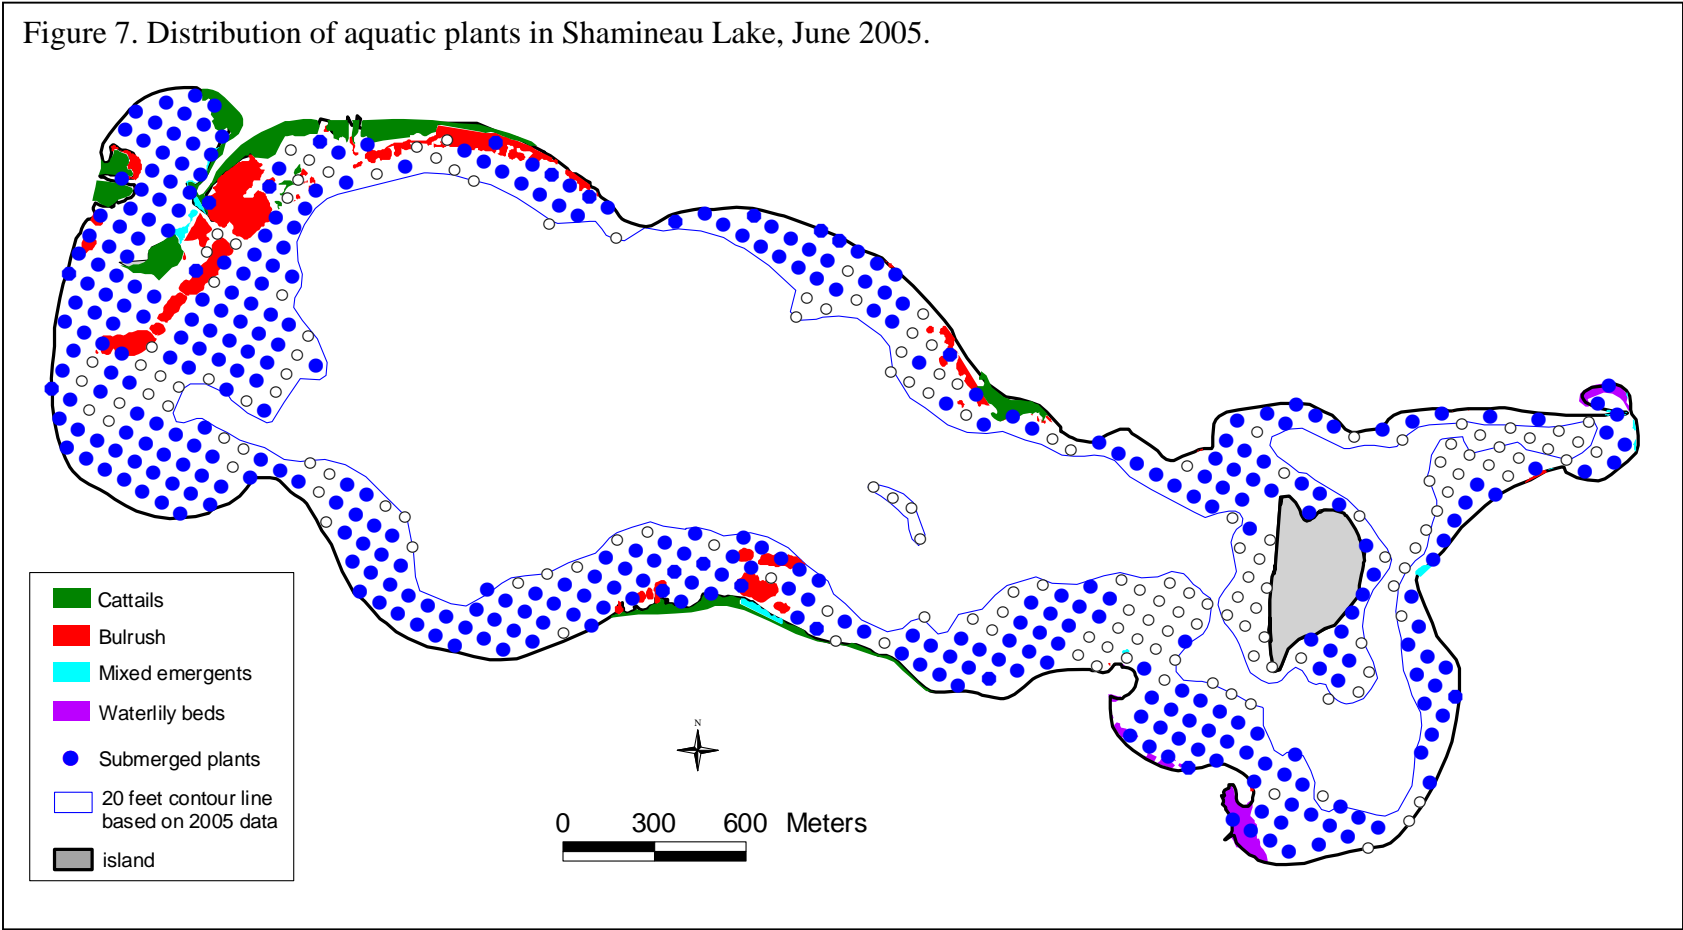 Figure 7. Distribution of aquatic plants in Shamineau Lake, June 2005.
Cattails
Bulrush
Mixed emergents
Waterlily beds
Submerged plants
20 feet contour line
based on 2005 data
island
N
0 300 600 Meters